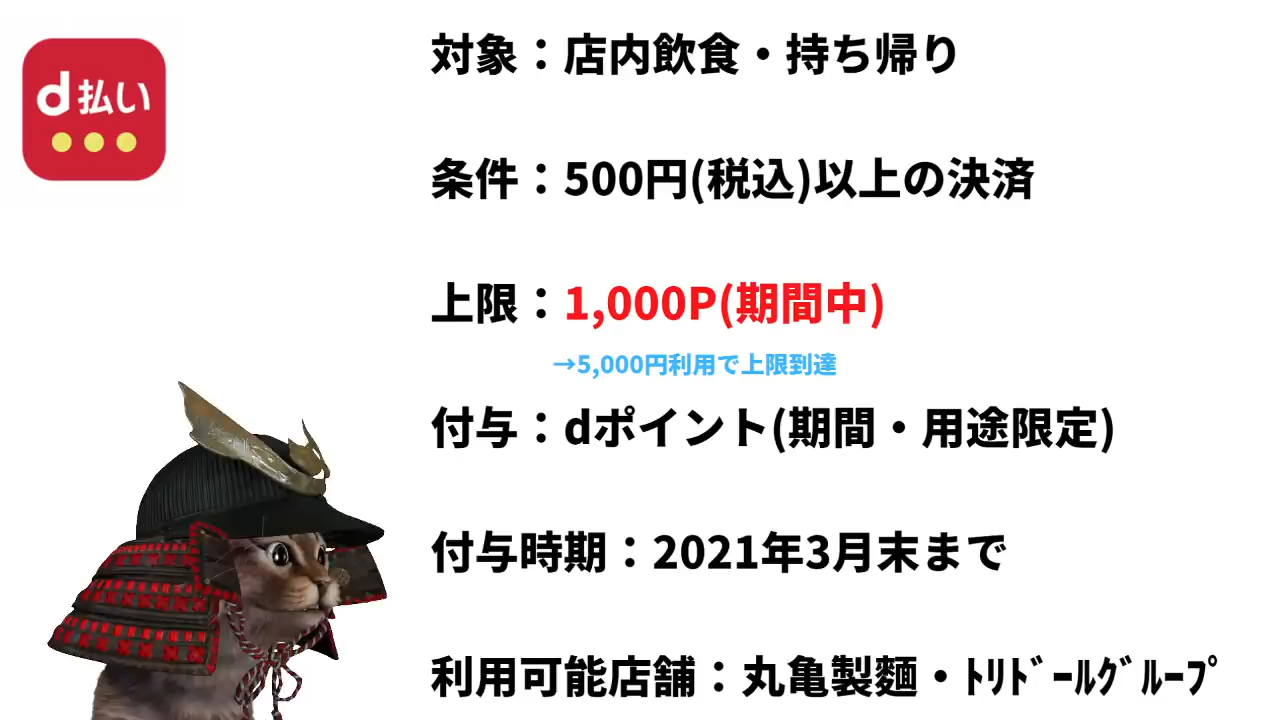 d払い
対象：店内飲食・持ち帰り
条件：500円(税込)以上の決済
上限：1,000P(期間中)
→5,000円利用で上限到達
付与：dポイント(期間・用途限定)
付与時期：2021年3月末まで
利用可能店舗：丸亀製麺・ﾄﾘﾄﾞｰﾙｸﾞﾙｰﾌﾟ